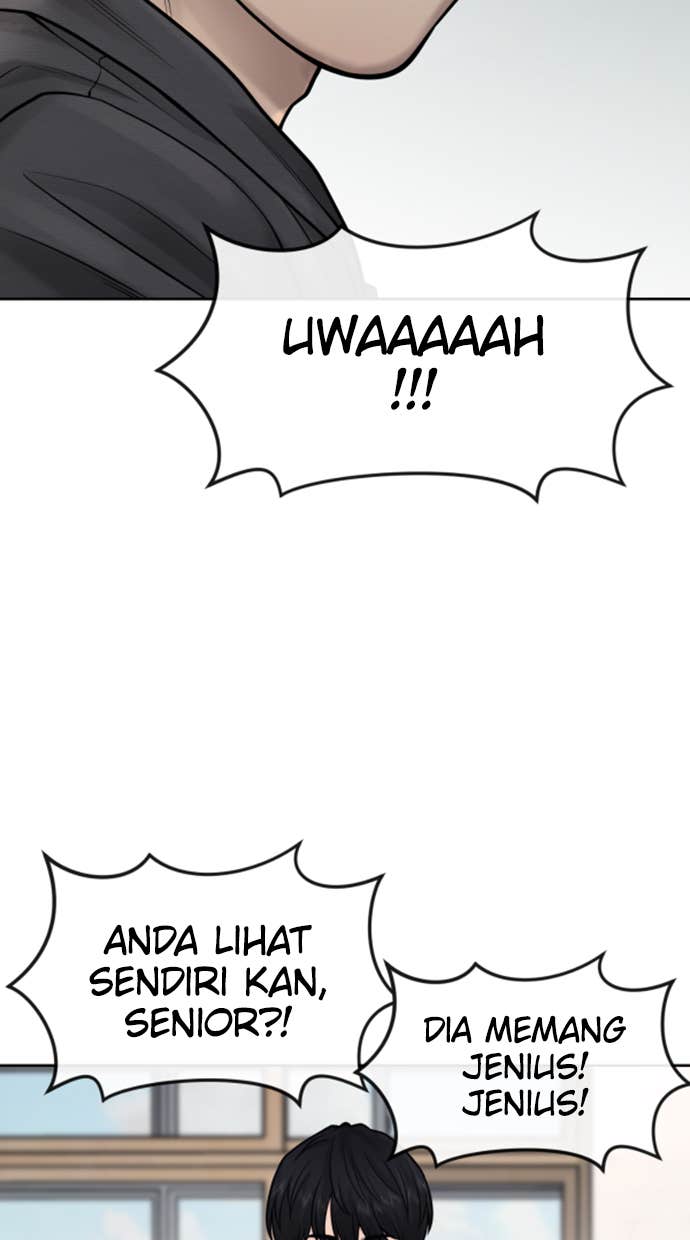 UWAAAAAH
!!!
ANDA LIHAT
SENDIRI KAN,
SENIOR?!
DIA MEMANG
JENIUS!
JENIUS!